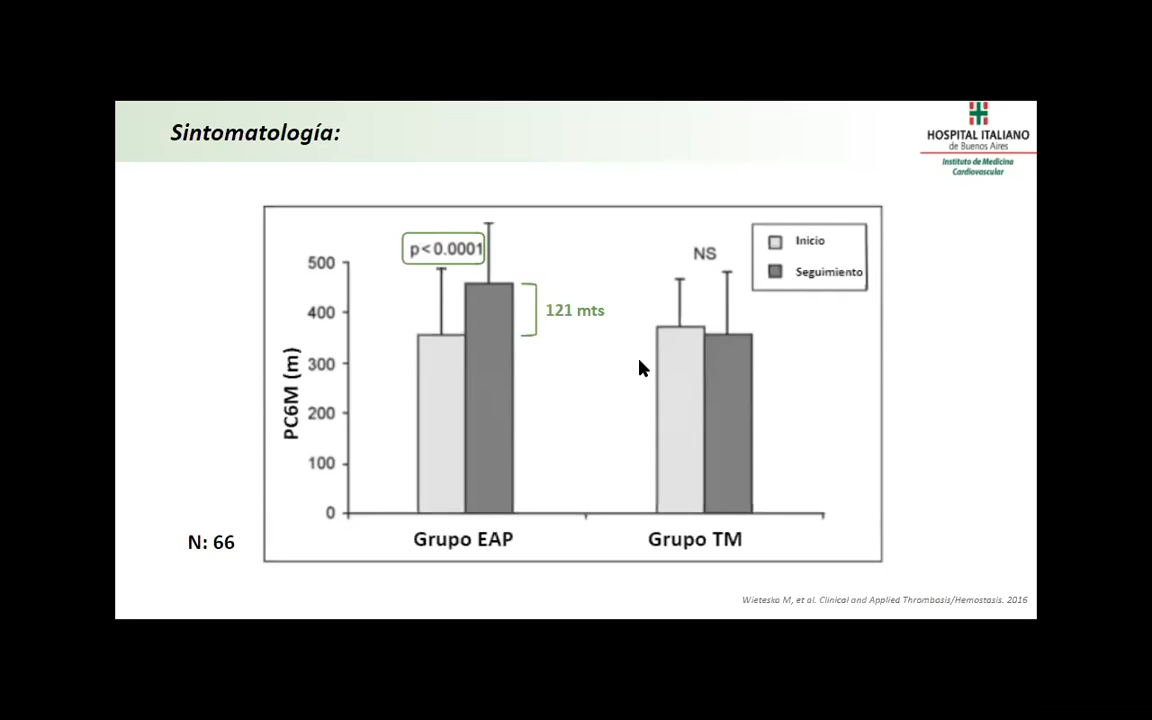 Sintomatología:
HOSPITAL ITALIANO
de Buenos Aires
Instituto de Medicina
Cardiovascular
p<0.0001
NS
Inicio
Seguimiento
121 mts
PC6M (m)
500
400
300
200
100
0
Grupo EAP
Grupo TM
N: 66
Wietesko M, et al. Clinical and Applied Thrombasis/Hemostasis. 2016